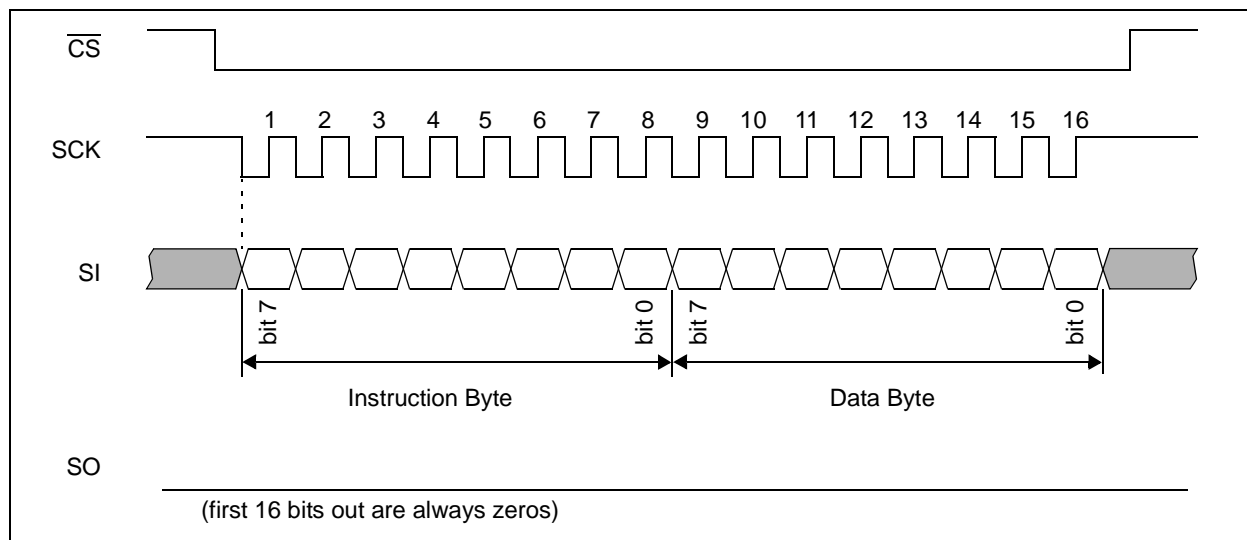 CS
1 2 3 4 5 6 7 8 9 10 11 12 13 14 15 16
SCK
SI
bit 7
bit 0
bit 7
bit 0
Instruction Byte
Data Byte
SO
(first 16 bits out are always zeros)